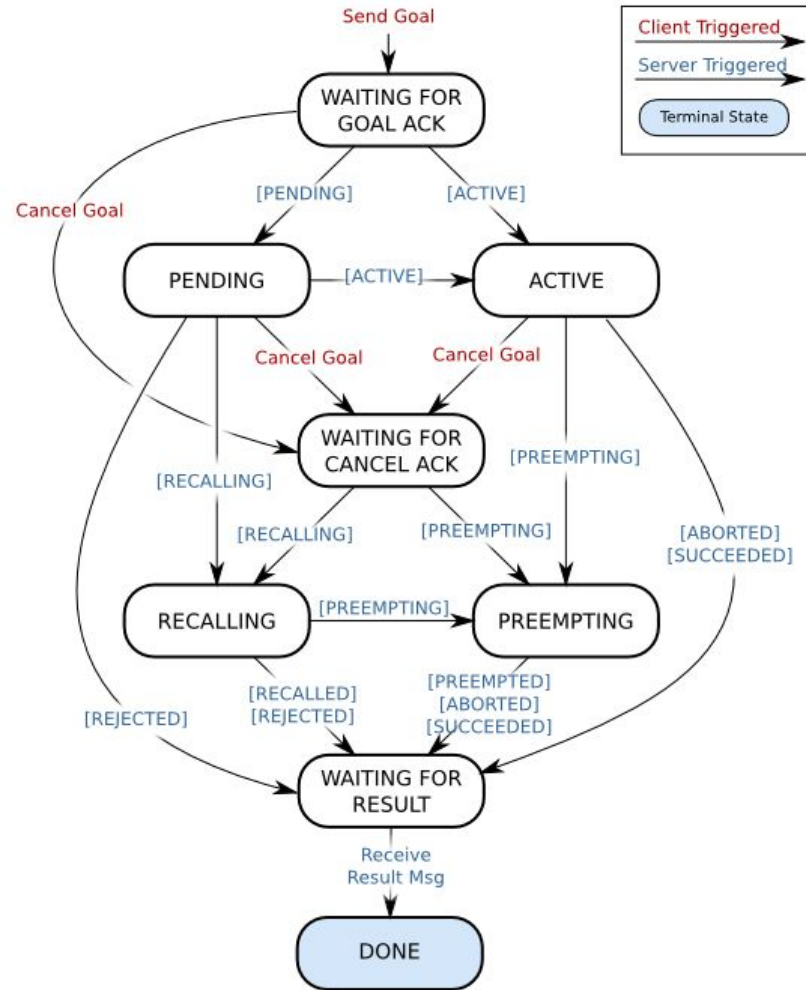 Send Goal
Client Triggered
Server Triggered
Terminal State
WAITING FOR
GOAL ACK
[PENDING]
[ACTIVE]
Cancel Goal
PENDING
[ACTIVE]
ACTIVE
Cancel Goal
Cancel Goal
WAITING FOR
CANCEL ACK
[PREEMPTING]
[RECALLING]
[RECALLING]
[PREEMPTING]
[ABORTED]
[SUCCEEDED]
RECALLING
[PREEMPTING]
PREEMPTING
[RECALLED]
[REJECTED]
[PREEMPTED]
[ABORTED]
[SUCCEEDED]
[REJECTED]
WAITING FOR
RESULT
Receive
Result Msg
DONE